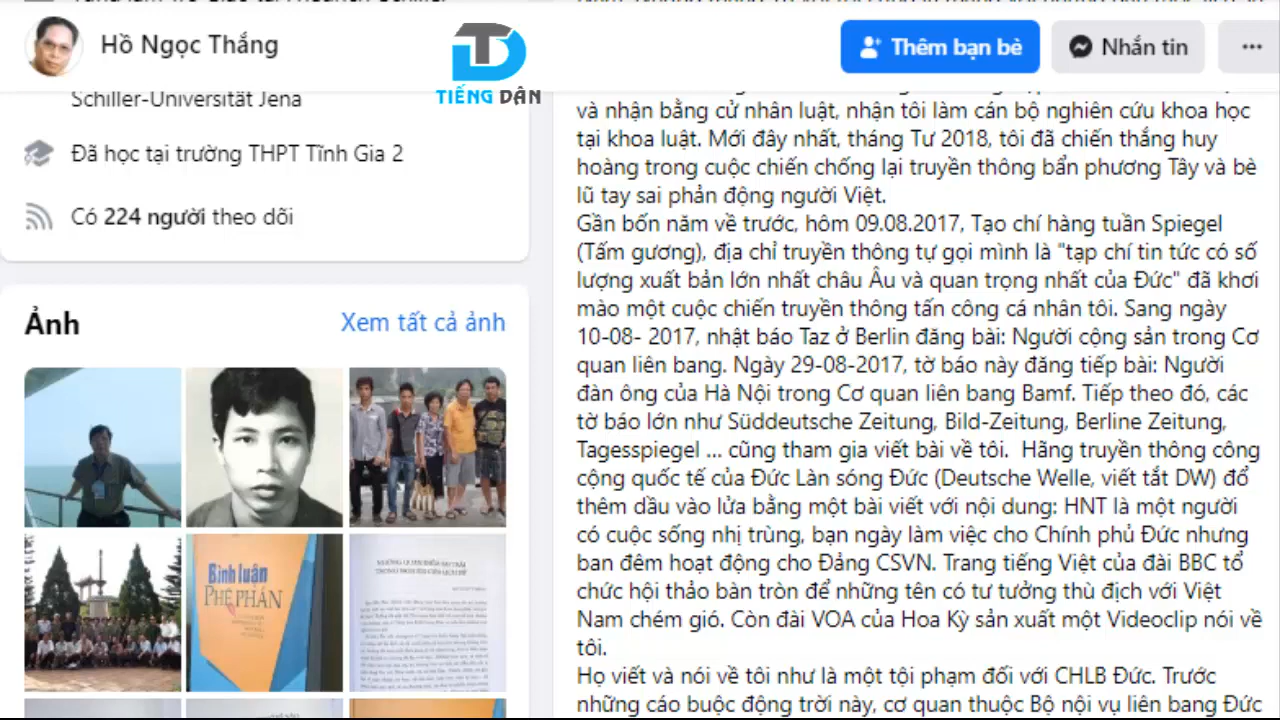 Hồ Ngọc Thắng
TIẾNG DÂN
Thêm bạn bè
Nhắn tin
Schiller-Universität Jena
Đã học tại trường THPT Tĩnh Gia 2
Có 224 người theo dõi
Ảnh
Xem tất cả ảnh
Bình luận
PHÊ PHÁN
và nhận bằng cử nhân luật, nhận tôi làm cán bộ nghiên cứu khoa học
tại khoa luật. Mới đây nhất, tháng Tư 2018, tôi đã chiến thắng huy
hoàng trong cuộc chiến chống lại truyền thông bẩn phương Tây và bè
lũ tay sai phản động người Việt.
Gần bốn năm về trước, hôm 09.08.2017, Tạo chí hàng tuần Spiegel
(Tấm gương), địa chỉ truyền thông tự gọi mình là "tạp chí tin tức có số
lượng xuất bản lớn nhất châu Âu và quan trọng nhất của Đức" đã khơi
mào một cuộc chiến truyền thông tấn công cá nhân tôi. Sang ngày
10-08- 2017, nhật báo Taz ở Berlin đăng bài: Người cộng sản trong Cơ
quan liên bang. Ngày 29-08-2017, tờ báo này đăng tiếp bài: Người
đàn ông của Hà Nội trong Cơ quan liên bang Bamf. Tiếp theo đó, các
tờ báo lớn như Süddeutsche Zeitung, Bild-Zeitung, Berline Zeitung,
Tagesspiegel ... cũng tham gia viết bài về tôi. Hãng truyền thông công
cộng quốc tế của Đức Làn sóng Đức (Deutsche Welle, viết tắt DW) đổ
thêm dầu vào lửa bằng một bài viết với nội dung: HNT là một người
có cuộc sống nhị trùng, bạn ngày làm việc cho Chính phủ Đức nhưng
ban đêm hoạt động cho Đảng CSVN. Trang tiếng Việt của đài BBC tổ
chức hội thảo bàn tròn để những tên có tư tưởng thù địch với Việt
Nam chém gió. Còn đài VOA của Hoa Kỳ sản xuất một Videoclip nói về
tôi.
Họ viết và nói về tôi như là một tội phạm đối với CHLB Đức. Trước
những cáo buộc động trời này, cơ quan thuộc Bộ nội vụ liên bang Đức